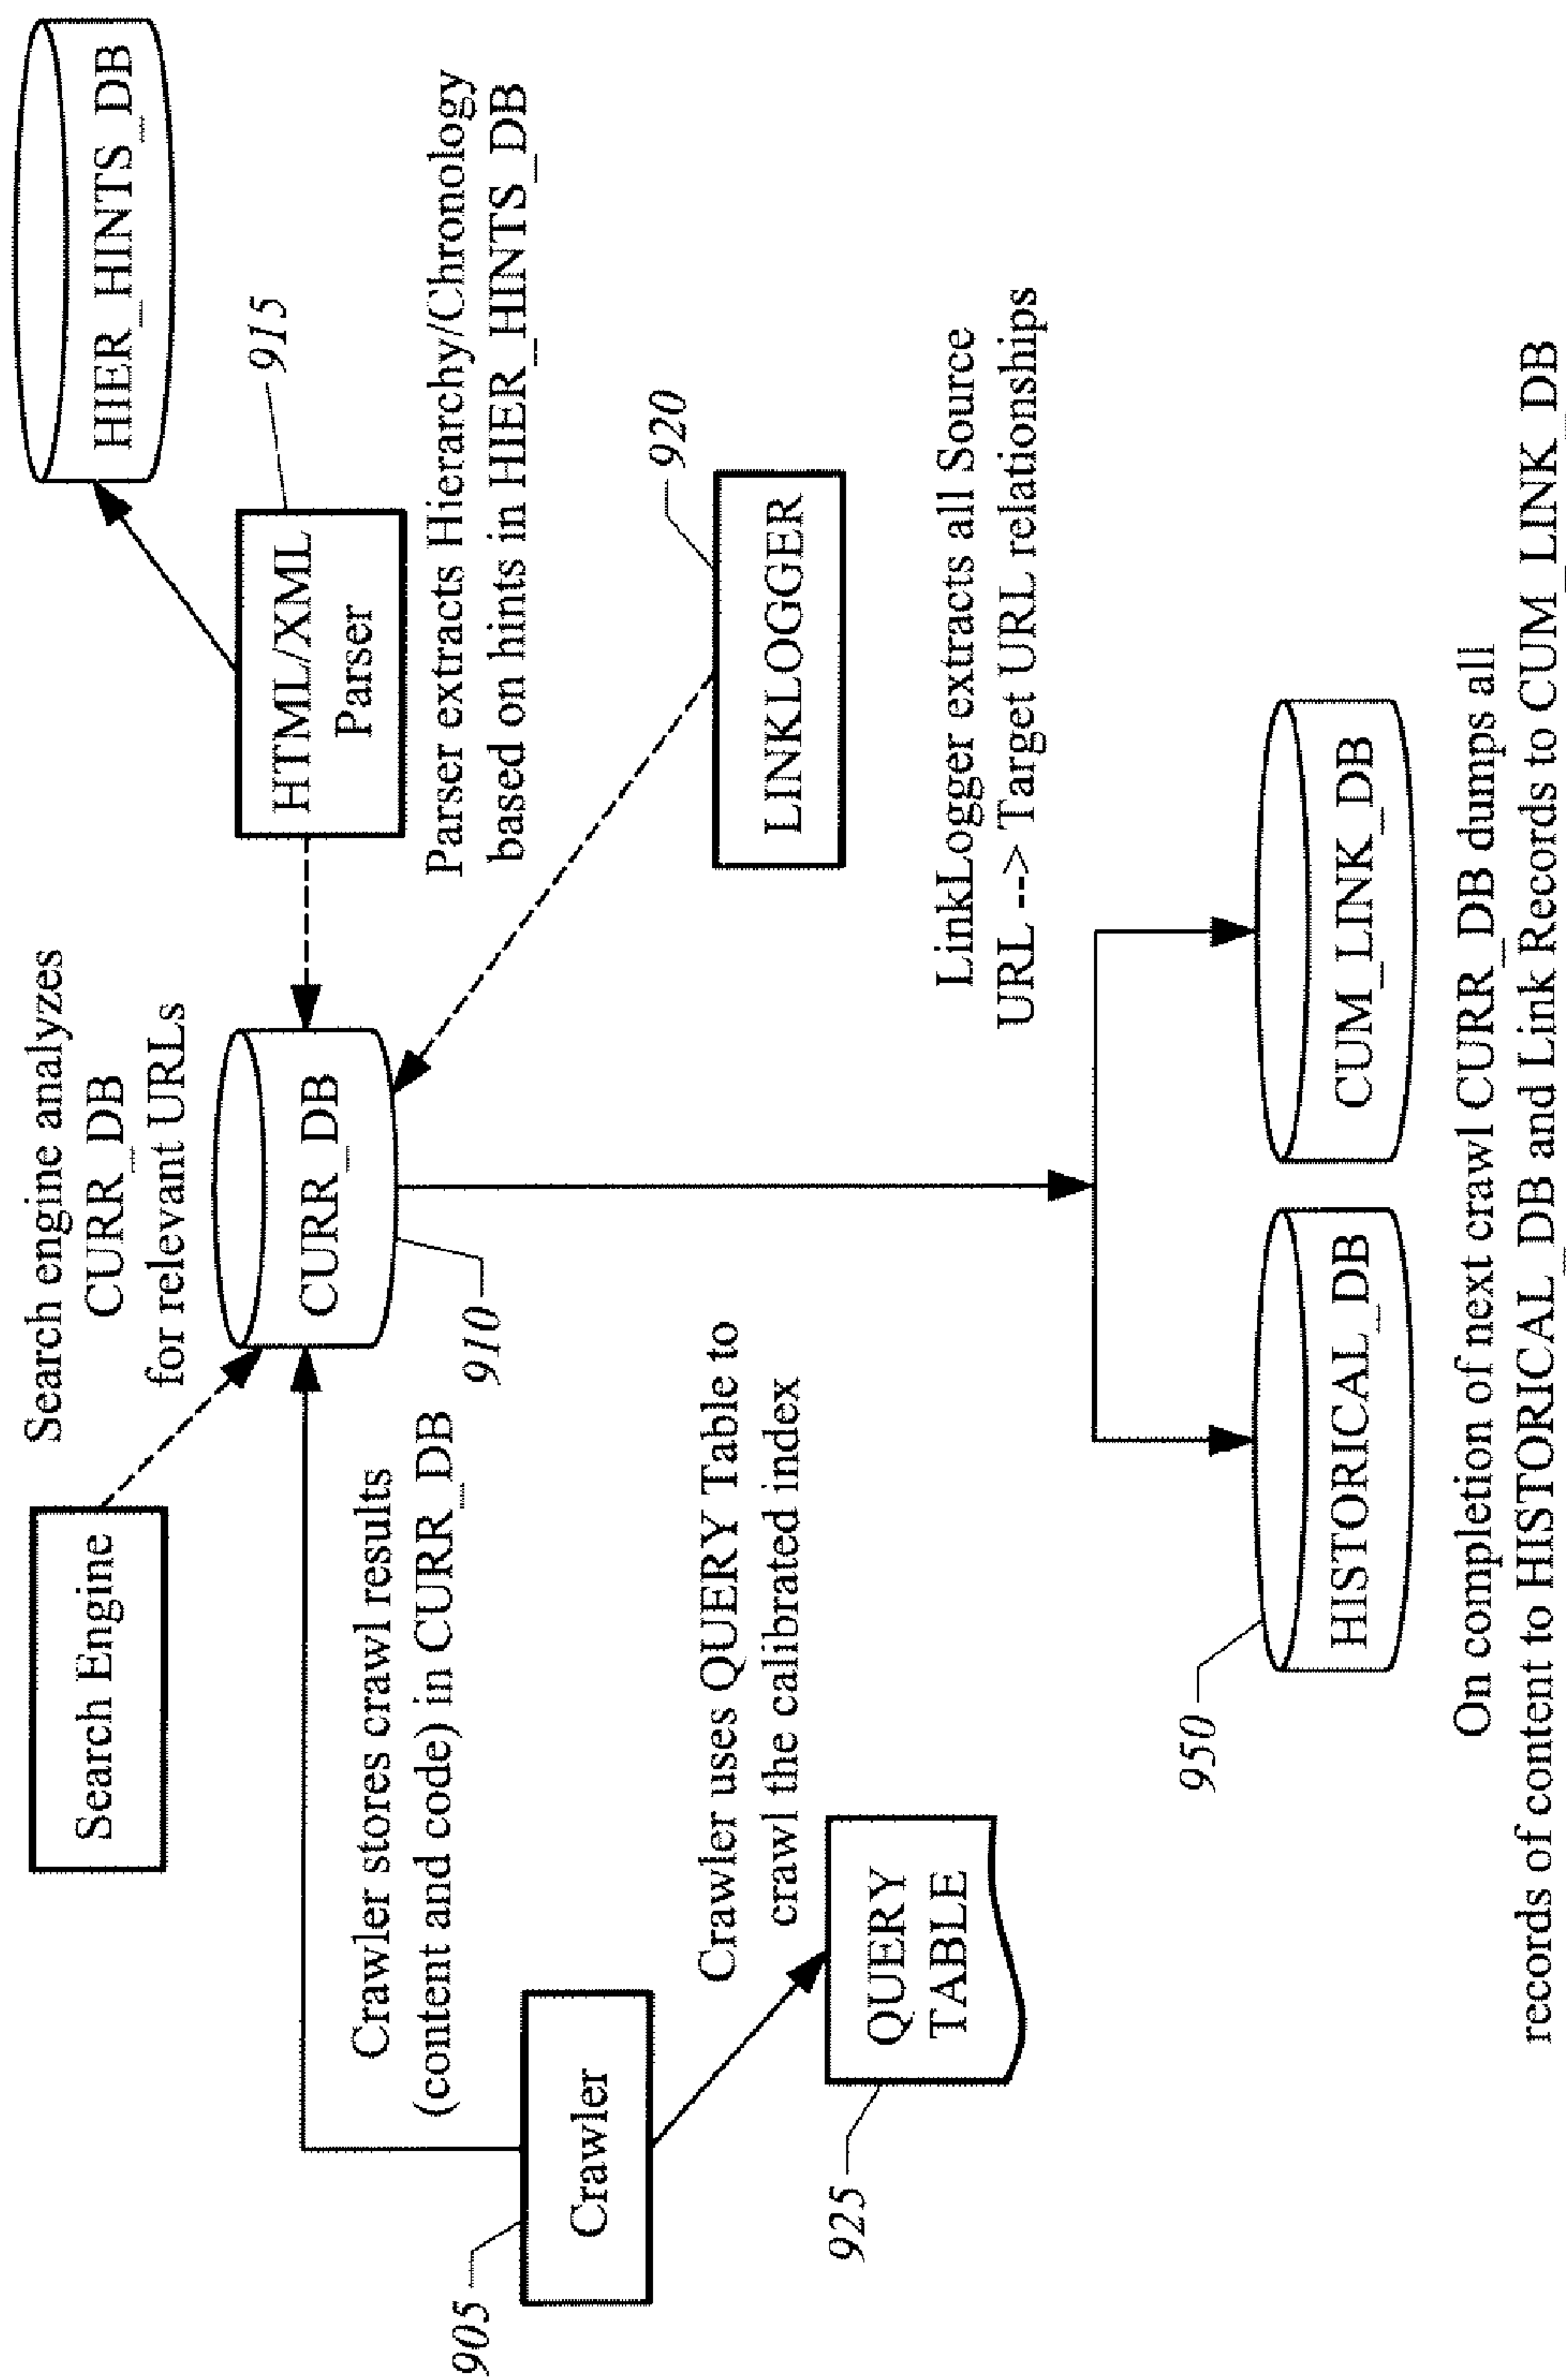 Search Engine
Search engine analyzes
CURR_DB
for relevant URLs
HIER_HINTS_DB
CURR_DB
910
HTML/XML
Parser
915
Crawler stores crawl results
(content and code) in CURR_DB
Parser extracts Hierarchy/Chronology
based on hints in HIER_HINTS_DB
905
Crawler
Crawler uses QUERY Table to
crawl the calibrated index
920
LINKLOGGER
925
QUERY
TABLE
LinkLogger extracts all Source
URL --> Target URL relationships
950
HISTORICAL_DB
CUM_LINK_DB
On completion of next crawl CURR_DB dumps all
records of content to HISTORICAL_DB and Link Records to CUM_LINK_DB